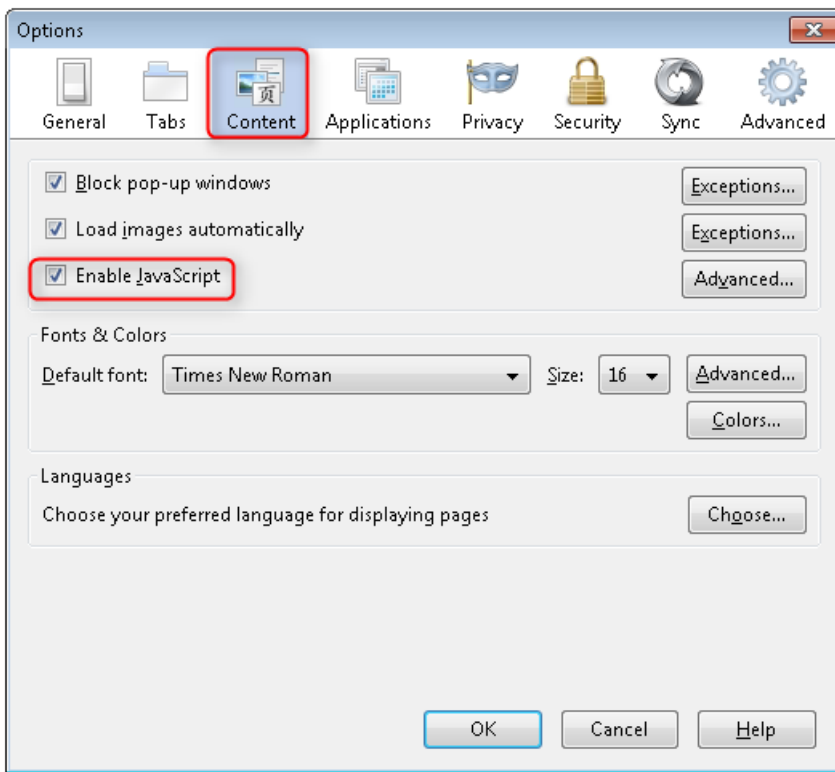 Options
General Tabs 页 Content Applications Privacy Security Sync Advanced
Block pop-up windows Exceptions...
Load images automatically Exceptions...
Enable JavaScript Advanced...
Fonts & Colors
Default font: Times New Roman Size: 16 Advanced...
Colors...
Languages
Choose your preferred language for displaying pages Choose...
OK Cancel Help